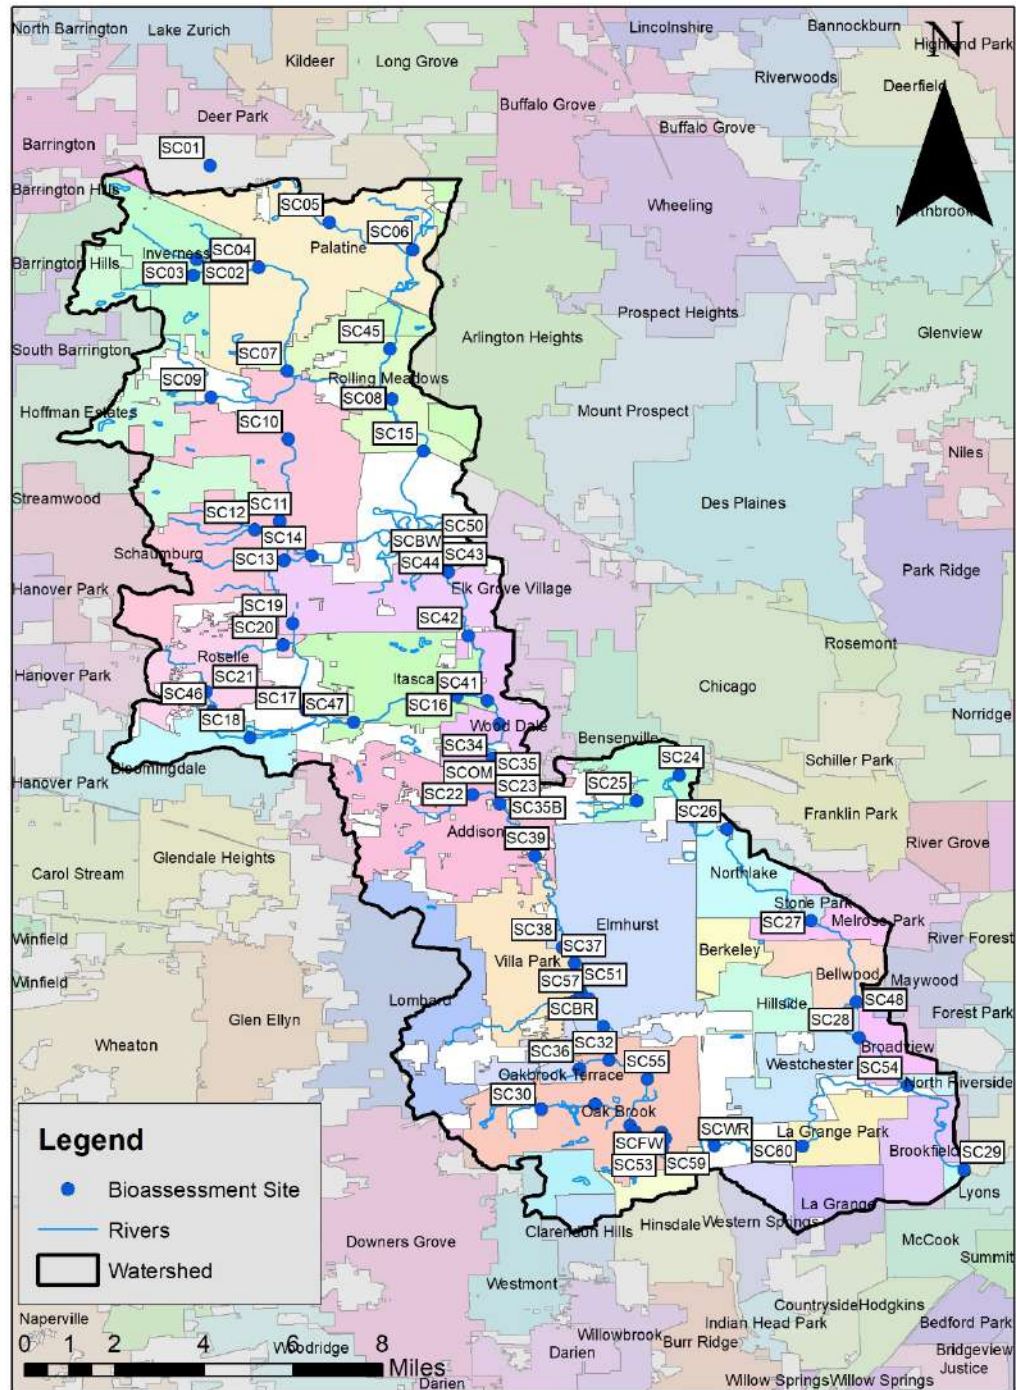 North Barrington
Lake Zurich
Lincolnshire
Bannockburn
N
Highland Park
Kildeer
Long Grove
Riverwoods
Deerfield
Buffalo Grove
Deer Park
Buffalo Grove
Barrington
SC01
Barrington Hills
SC05
Wheeling
Northbrook
SC04
SC06
Palatine
Inverness
Barrington Hills
SC03
SC02
Prospect Heights
SC45
Arlington Heights
Glenview
South Barrington
SC07
SC09
Rolling Meadows
SC08
Hoffman Estates
Mount Prospect
SC10
SC15
Niles
Streamwood
Des Plaines
SC12
SC11
SC50
SC14
SCBW
Schaumburg
SC13
SC44
SC43
Park Ridge
Hanover Park
Elk Grove Village
SC19
SC42
SC20
Rosemont
Roselle
Hanover Park
SC21
Itasca
SC41
Chicago
SC46
SC17
SC47
SC16
Norridge
SC18
Wood Dale
SC34
Bensenville
SC24
Schiller Park
Hanover Park
Bloomingdale
SC35
SCOM
SC23
SC25
SC22
SC35B
SC26
Franklin Park
Addison
SC39
River Grove
Glendale Heights
Carol Stream
Northlake
Stone Park
SC27
Melrose Park
Winfield
SC38
Elmhurst
River Forest
SC37
Berkeley
Villa Park
Winfield
SC57
SC51
Bellwood
Maywood
Lombard
Hillside
SC48
SCBR
SC28
Forest Park
Glen Ellyn
Wheaton
SC36
SC32
Broadview
SC55
Westchester
SC54
Oakbrook Terrace
North Riverside
SC30
Oak Brook
SCFW
SCWR
SC60
La Grange Park
Brookfield
SC29
SC53
SC59
Lyons
La Grange
Clarendon Hills
Hinsdale
Western Springs
Downers Grove
McCook
Summit
Westmont
Countryside
Hodgkins
Legend
Bioassessment Site
Rivers
Watershed
Naperville
Indian Head Park
Bedford Park
Willowbrook
Burr Ridge
Woodridge
Darien
Bridgeview
Justice
0 1 2 4 6 8
Miles
Darien
Willow Springs
Willow Springs